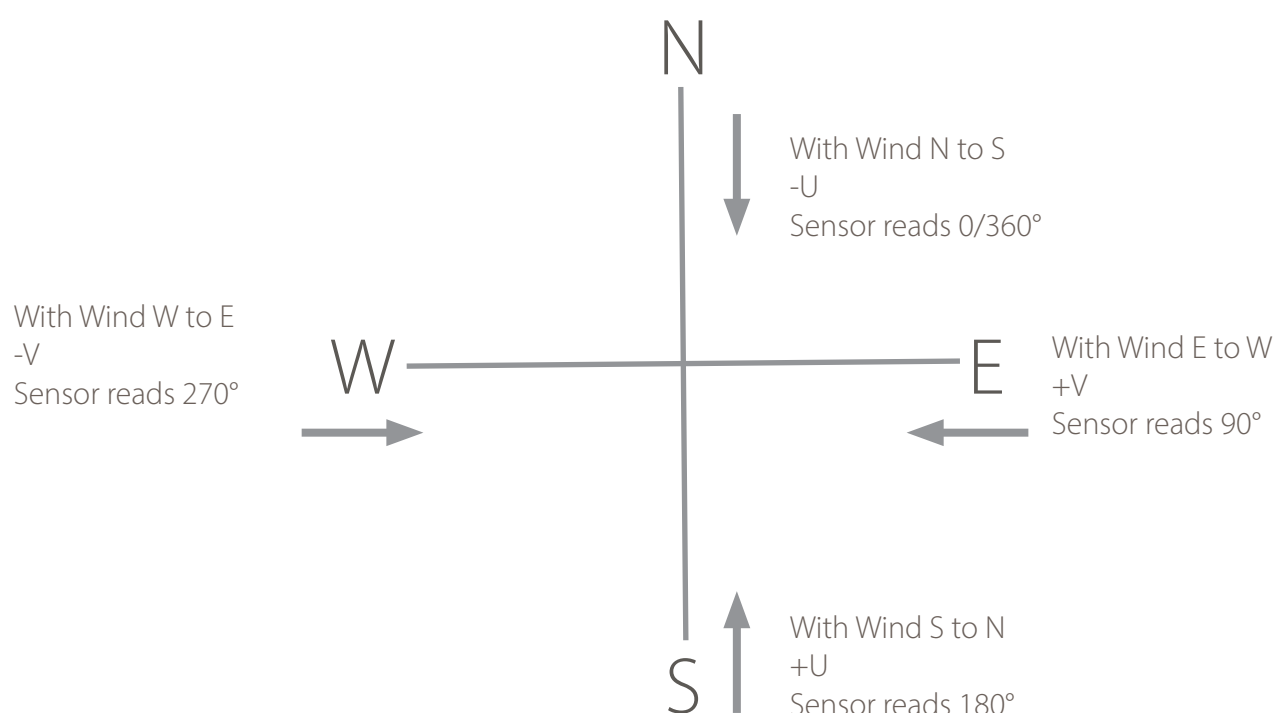 N
With Wind N to S
-U
Sensor reads 0/360°
With Wind W to E
-V
Sensor reads 270°
W
E
With Wind E to W
+V
Sensor reads 90°
With Wind S to N
+U
Sensor reads 180°
S